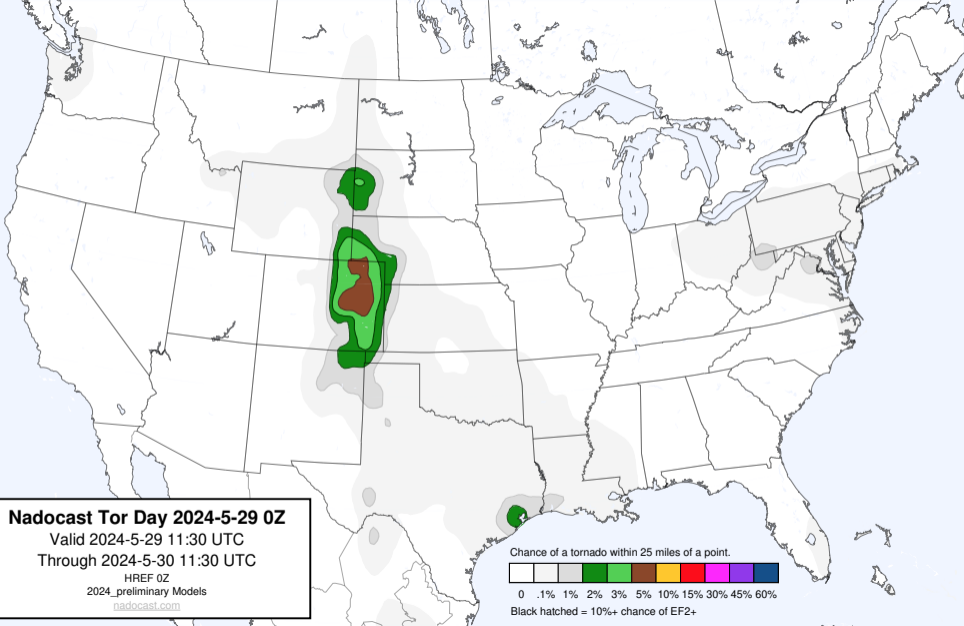 Nadocast Tor Day 2024-5-29 0Z
Valid 2024-5-29 11:30 UTC
Through 2024-5-30 11:30 UTC
HREF 0Z
2024_preliminary Models
nadocast.com
Chance of a tornado within 25 miles of a point.
0 .1% 1% 2% 3% 5% 10% 15% 30% 45% 60%
Black hatched = 10%+ chance of EF2+